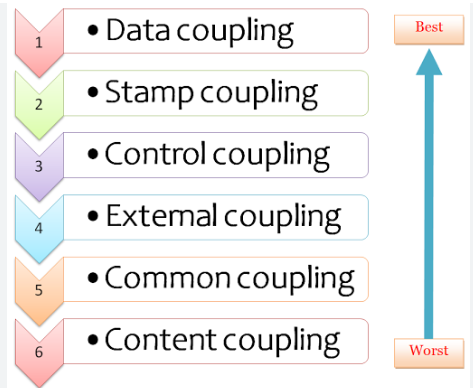 1 • Data coupling
Best
2 • Stamp coupling
3 • Control coupling
4 • External coupling
5 • Common coupling
6 • Content coupling
Worst